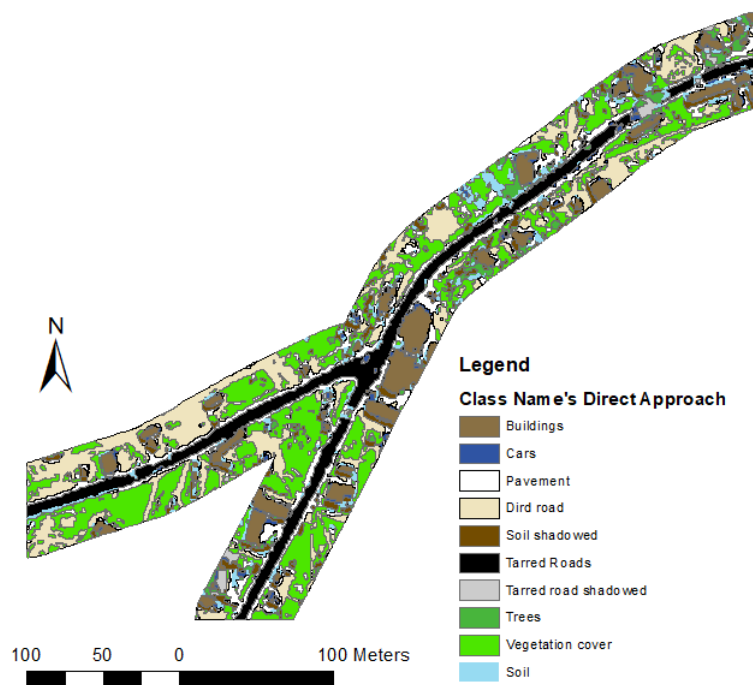 N
Legend
Class Name's Direct Approach
Buildings
Cars
Pavement
Dird road
Soil shadowed
Tarred Roads
Tarred road shadowed
Trees
Vegetation cover
Soil
100 50 0 100 Meters